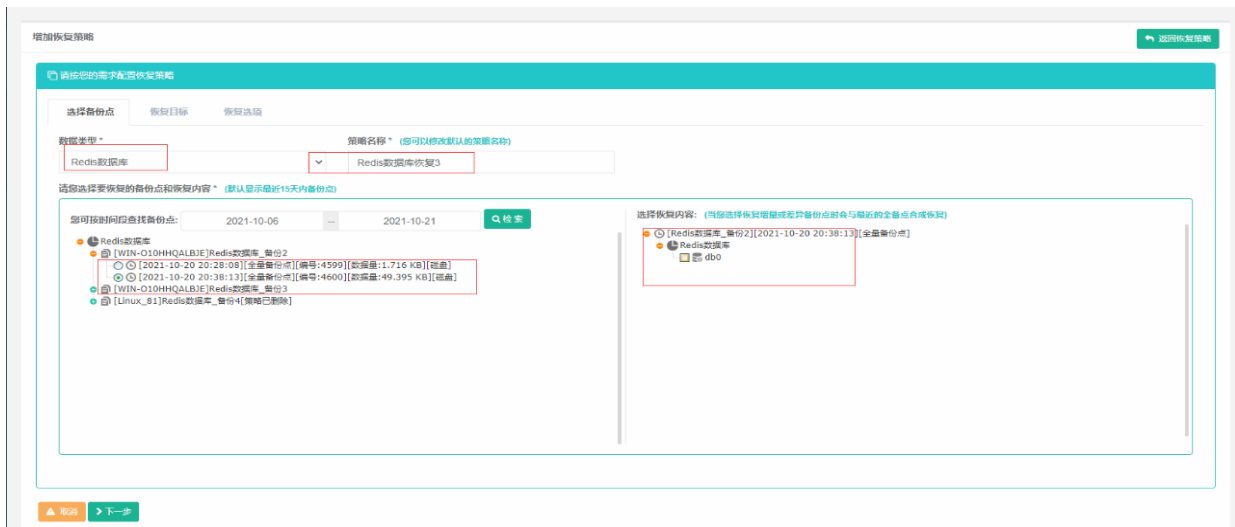 增加恢复策略
返回恢复策略
请按您的需求配置恢复策略
选择备份点 恢复目标 恢复选项
数据类型 * 策略名称 * (您可以修改默认的策略名称)
Redis数据库 Redis数据库恢复3
请您选择要恢复的备份点和恢复内容 * (默认显示最近15天内备份点)
您可按时间段查找备份点: 2021-10-06 -- 2021-10-21 检索
Redis数据库
[WIN-O10HHQALBJE]Redis数据库_备份2
[2021-10-20 20:28:08][全量备份点][编号:4599][数据量:1.716 KB][磁盘]
[2021-10-20 20:38:13][全量备份点][编号:4600][数据量:49.395 KB][磁盘]
[WIN-O10HHQALBJE]Redis数据库_备份3
[Linux_81]Redis数据库_备份4[策略已删除]
选择恢复内容: (当您选择恢复增量或差异备份点时会与最近的全备点合成恢复)
[Redis数据库_备份2][2021-10-20 20:38:13][全量备份点]
Redis数据库
db0
取消 下一步